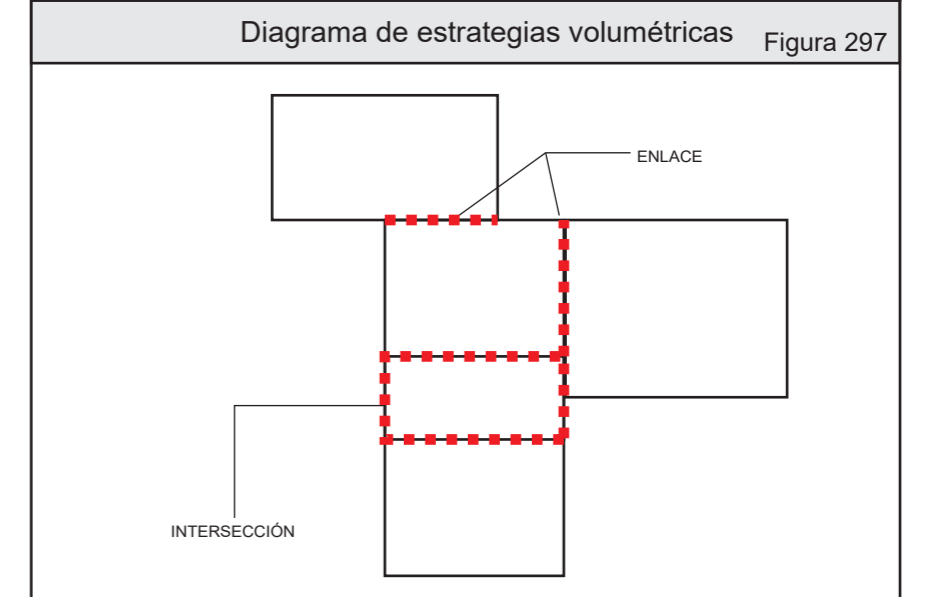 Diagrama de estrategias volumétricas Figura 297
ENLACE
INTERSECCIÓN